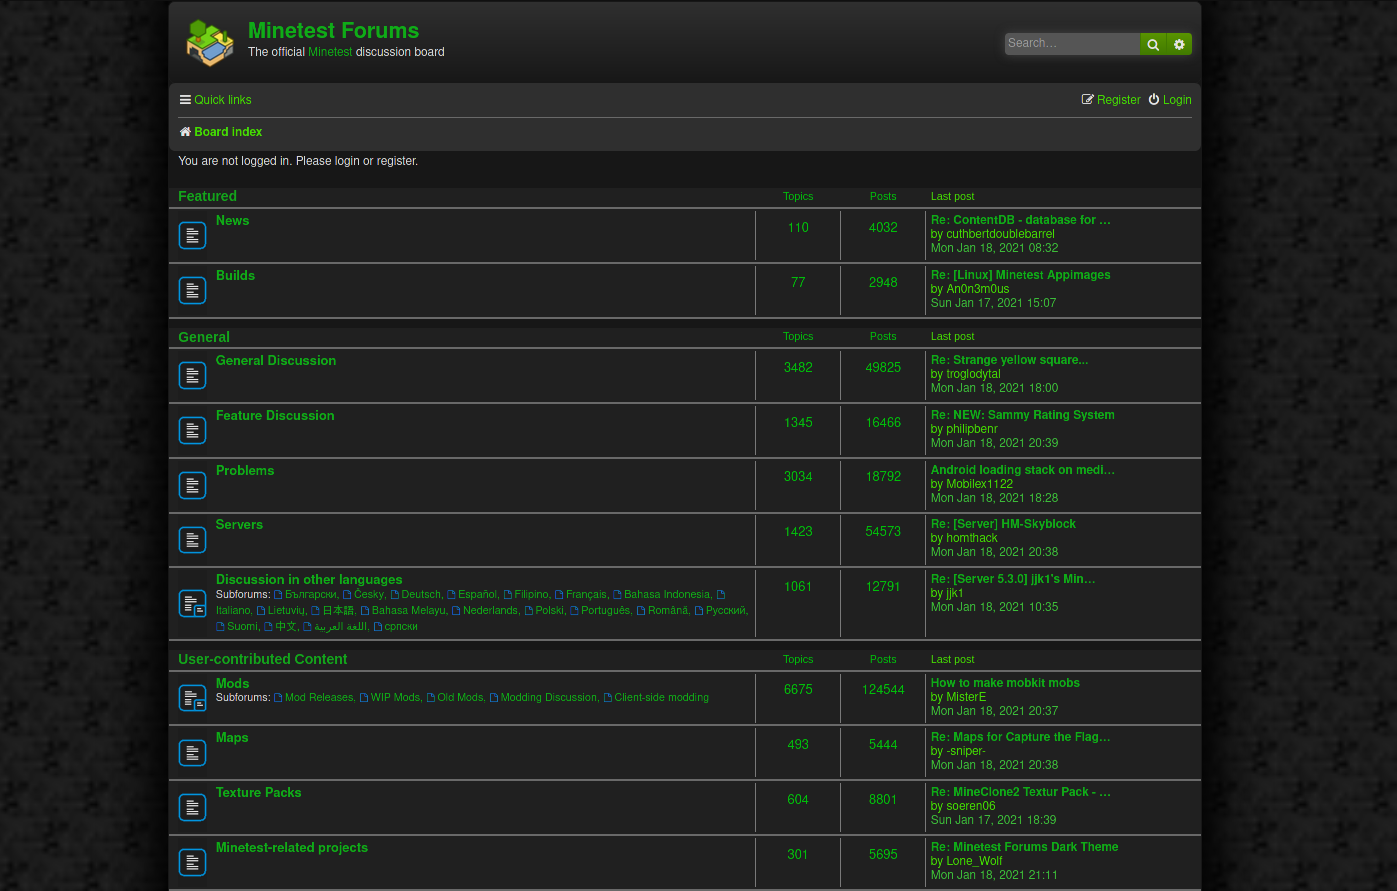 Minetest Forums
The official Minetest discussion board
Search…
Quick links
Register Login
Board index
You are not logged in. Please login or register.
Featured Topics Posts Last post
News 110 4032 Re: ContentDB - database for …
by cuthbertdoublebarrel
Mon Jan 18, 2021 08:32
Builds 77 2948 Re: [Linux] Minetest Appimages
by An0n3m0us
Sun Jan 17, 2021 15:07
General Topics Posts Last post
General Discussion 3482 49825 Re: Strange yellow square...
by troglodytal
Mon Jan 18, 2021 18:00
Feature Discussion 1345 16466 Re: NEW: Sammy Rating System
by philipbenr
Mon Jan 18, 2021 20:39
Problems 3034 18792 Android loading stack on medi…
by Mobilex1122
Mon Jan 18, 2021 18:28
Servers 1423 54573 Re: [Server] HM-Skyblock
by homthack
Mon Jan 18, 2021 20:38
Discussion in other languages 1061 12791 Re: [Server 5.3.0] jjk1's Min…
by jjk1
Mon Jan 18, 2021 10:35
Subforums: Български, Česky, Deutsch, Español, Filipino, Français, Bahasa Indonesia,
Italiano, Lietuvių, 日本語, Bahasa Melayu, Nederlands, Polski, Português, Română, Русский,
Suomi, 中文, اللغة العربية, српски
User-contributed Content Topics Posts Last post
Mods 6675 124544 How to make mobkit mobs
Subforums: Mod Releases, WIP Mods, Old Mods, Modding Discussion, Client-side modding
by MisterE
Mon Jan 18, 2021 20:37
Maps 493 5444 Re: Maps for Capture the Flag…
by -sniper-
Mon Jan 18, 2021 20:38
Texture Packs 604 8801 Re: MineClone2 Textur Pack - …
by soeren06
Sun Jan 17, 2021 18:39
Minetest-related projects 301 5695 Re: Minetest Forums Dark Theme
by Lone_Wolf
Mon Jan 18, 2021 21:11